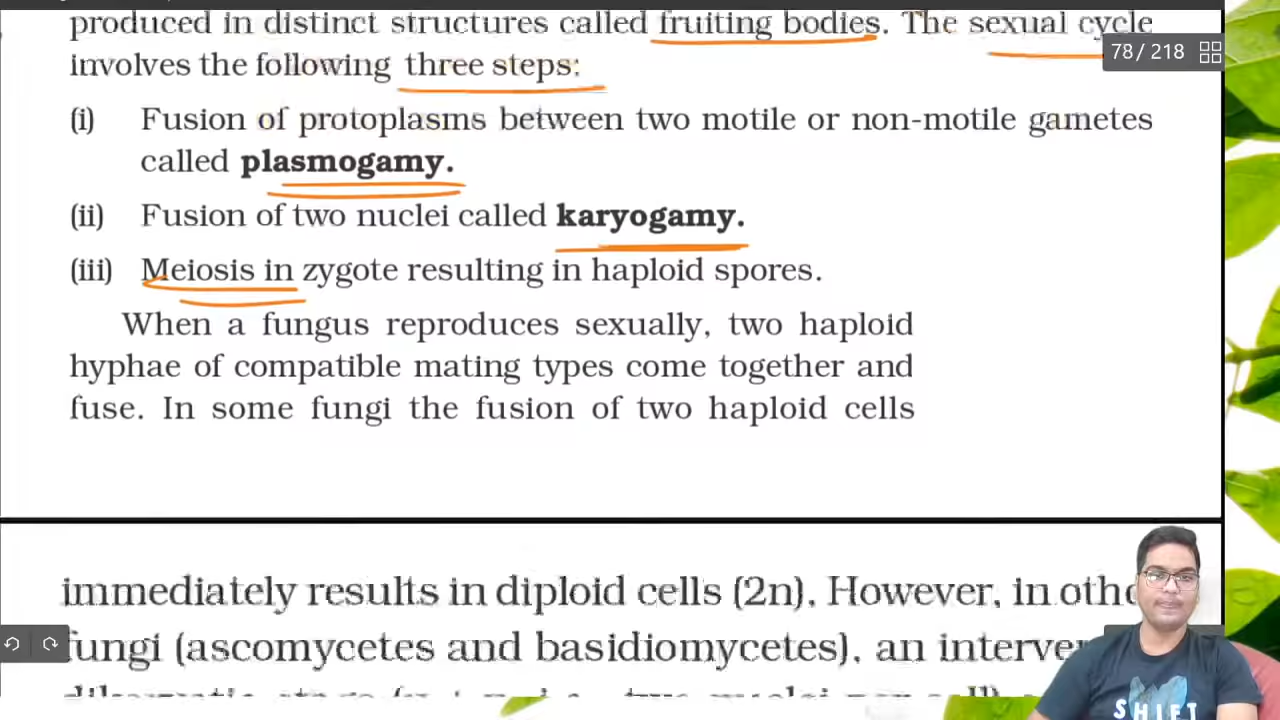 produced in distinct structures called fruiting bodies. The sexual cycle
78 / 218
involves the following three steps:
(i) Fusion of protoplasms between two motile or non-motile gametes
called plasmogamy.
(ii) Fusion of two nuclei called karyogamy.
(iii) Meiosis in zygote resulting in haploid spores.
When a fungus reproduces sexually, two haploid
hyphae of compatible mating types come together and
fuse. In some fungi the fusion of two haploid cells
immediately results in diploid cells (2n). However, in
fungi (ascomycetes and basidiomycetes), an
SHIFT